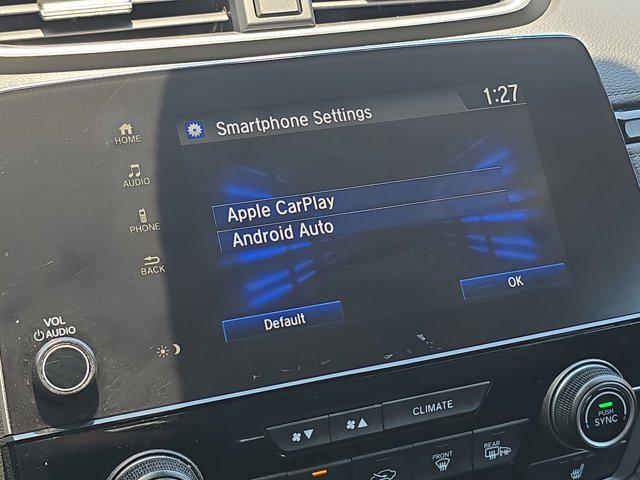 Smartphone Settings
1:27
HOME
AUDIO
PHONE
BACK
Apple CarPlay
Android Auto
Default
OK
VOL
AUDIO
CLIMATE
PUSH
SYNC
FRONT
REAR